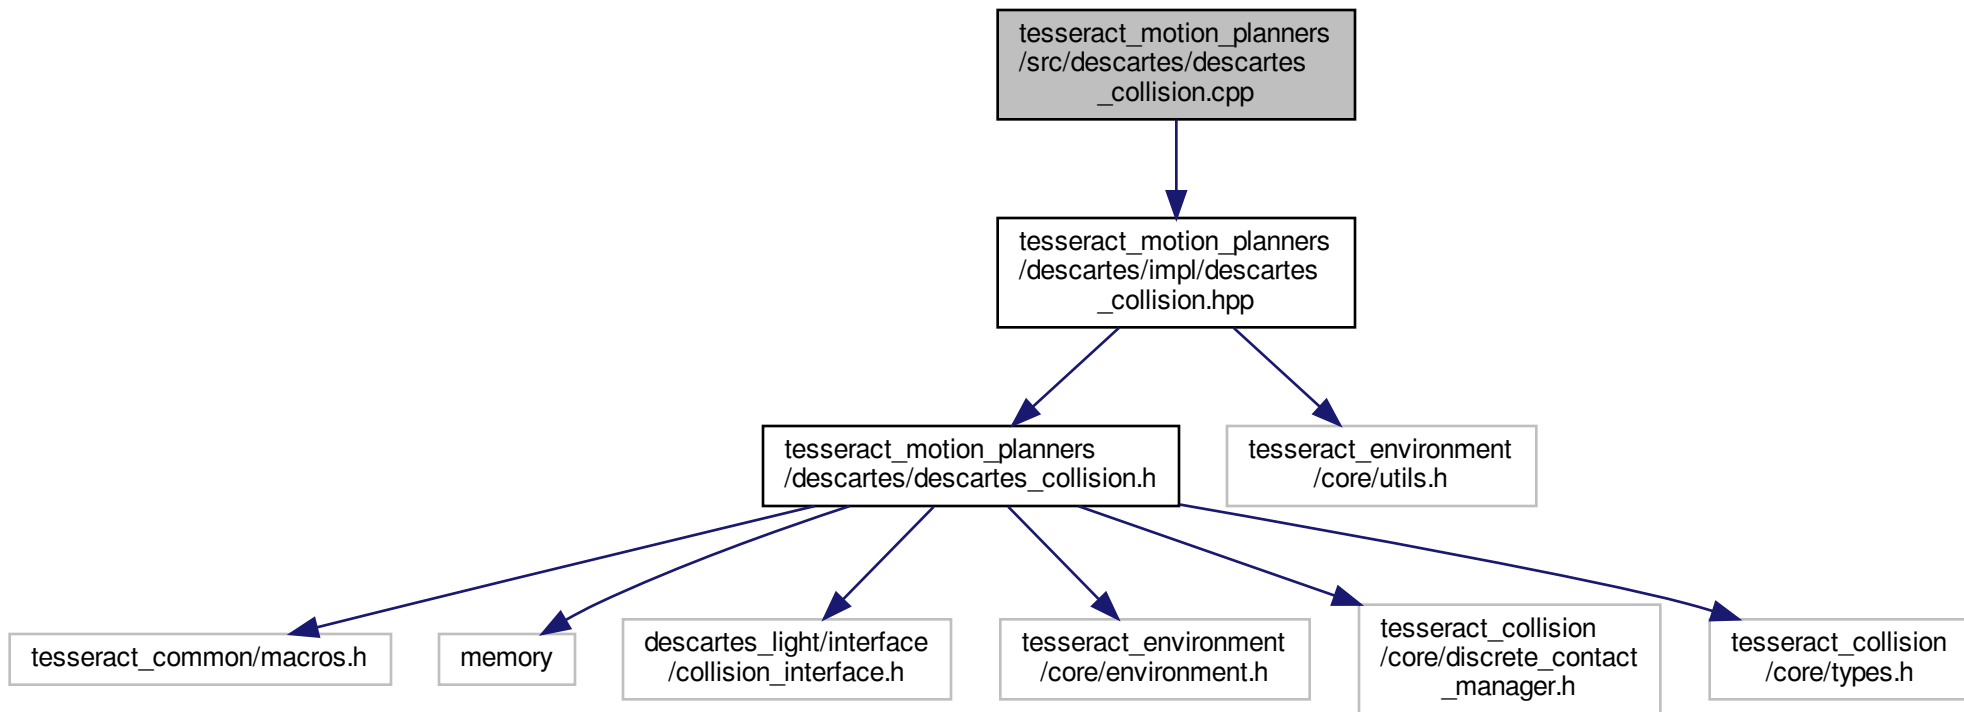 tesseract_motion_planners
/src/descartes/descartes
_collision.cpp
tesseract_motion_planners
/descartes/impl/descartes
_collision.hpp
tesseract_motion_planners
/descartes/descartes_collision.h
tesseract_environment
/core/utils.h
tesseract_common/macros.h
memory
descartes_light/interface
/collision_interface.h
tesseract_environment
/core/environment.h
tesseract_collision
/core/discrete_contact
_manager.h
tesseract_collision
/core/types.h